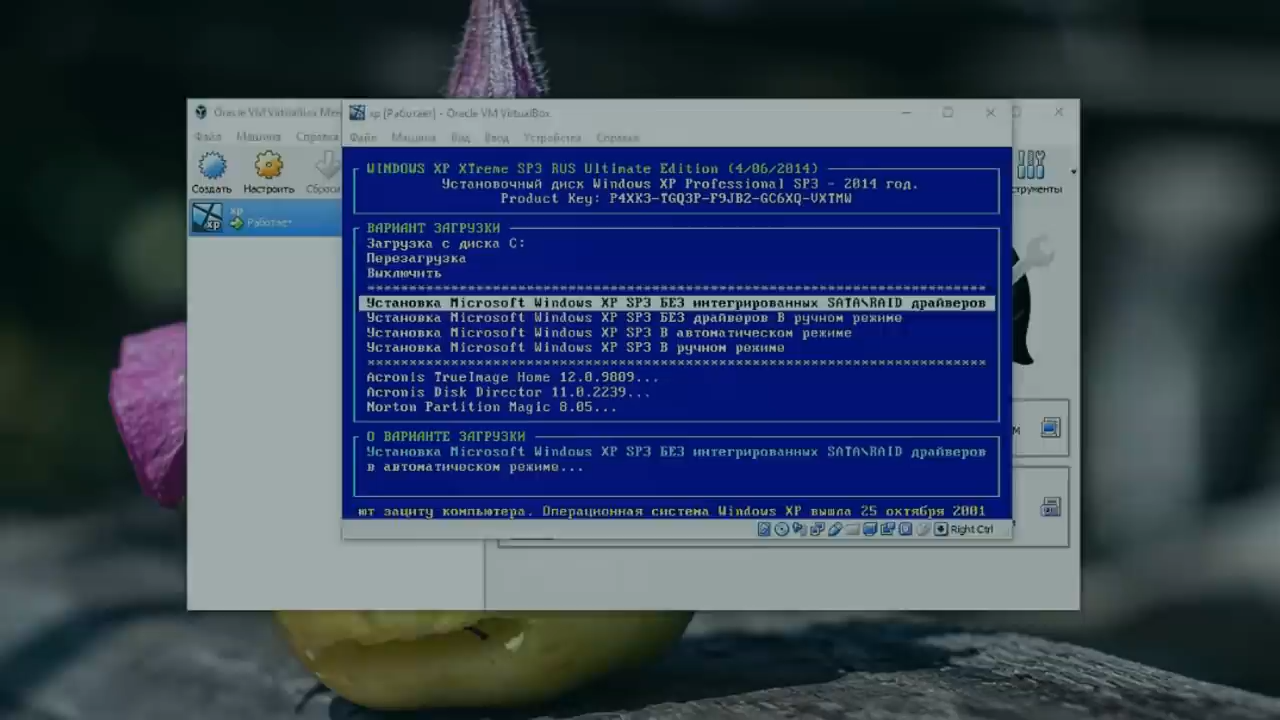 Oracle VM VirtualBox
xp [Работает] - Oracle VM VirtualBox
Файл Машина Справка
Файл Машина Вид Ввод Устройства Справка
Создать Настроить
xp
Работает
WINDOWS XP XTreme SP3 RUS Ultimate Edition (4/06/2014)
Установочный диск Windows XP Professional SP3 - 2014 год.
Product Key: P4XK3-TGQ3P-F9JB2-GC6XQ-VXTMW
ВАРИАНТ ЗАГРУЗКИ
Загрузка с диска C:
Перезагрузка
Выключить
Установка Microsoft Windows XP SP3 БЕЗ интегрированных SATA\RAID драйверов
Установка Microsoft Windows XP SP3 БЕЗ драйверов В ручном режиме
Установка Microsoft Windows XP SP3 В автоматическом режиме
Установка Microsoft Windows XP SP3 В ручном режиме
Acronis TrueImage Home 12.0.9809...
Acronis Disk Director 11.0.2239...
Norton Partition Magic 8.05...
О ВАРИАНТЕ ЗАГРУЗКИ
Установка Microsoft Windows XP SP3 БЕЗ интегрированных SATA\RAID драйверов
в автоматическом режиме...
ют защиту компьютера. Операционная система Windows XP вышла 25 октября 2001
Right Ctrl